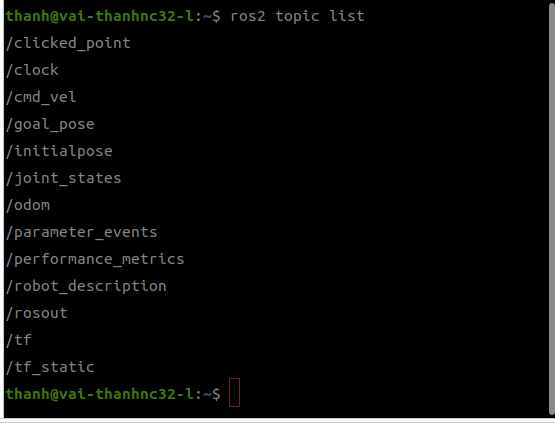 thanh@vai-thanhnc32-l:~$ ros2 topic list
/clicked_point
/clock
/cmd_vel
/goal_pose
/initialpose
/joint_states
/odom
/parameter_events
/performance_metrics
/robot_description
/rosout
/tf
/tf_static
thanh@vai-thanhnc32-l:~$